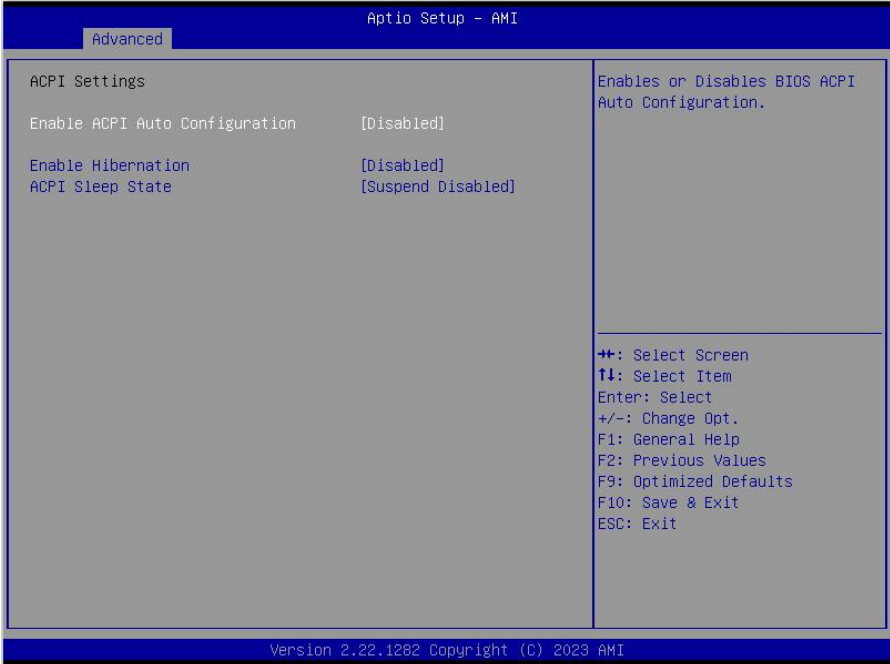 Aptio Setup – AMI
Advanced
ACPI Settings
Enable ACPI Auto Configuration [Disabled]
Enable Hibernation [Disabled]
ACPI Sleep State [Suspend Disabled]
Enables or Disables BIOS ACPI
Auto Configuration.
→←: Select Screen
↑↓: Select Item
Enter: Select
+/-: Change Opt.
F1: General Help
F2: Previous Values
F9: Optimized Defaults
F10: Save & Exit
ESC: Exit
Version 2.22.1282 Copyright (C) 2023 AMI